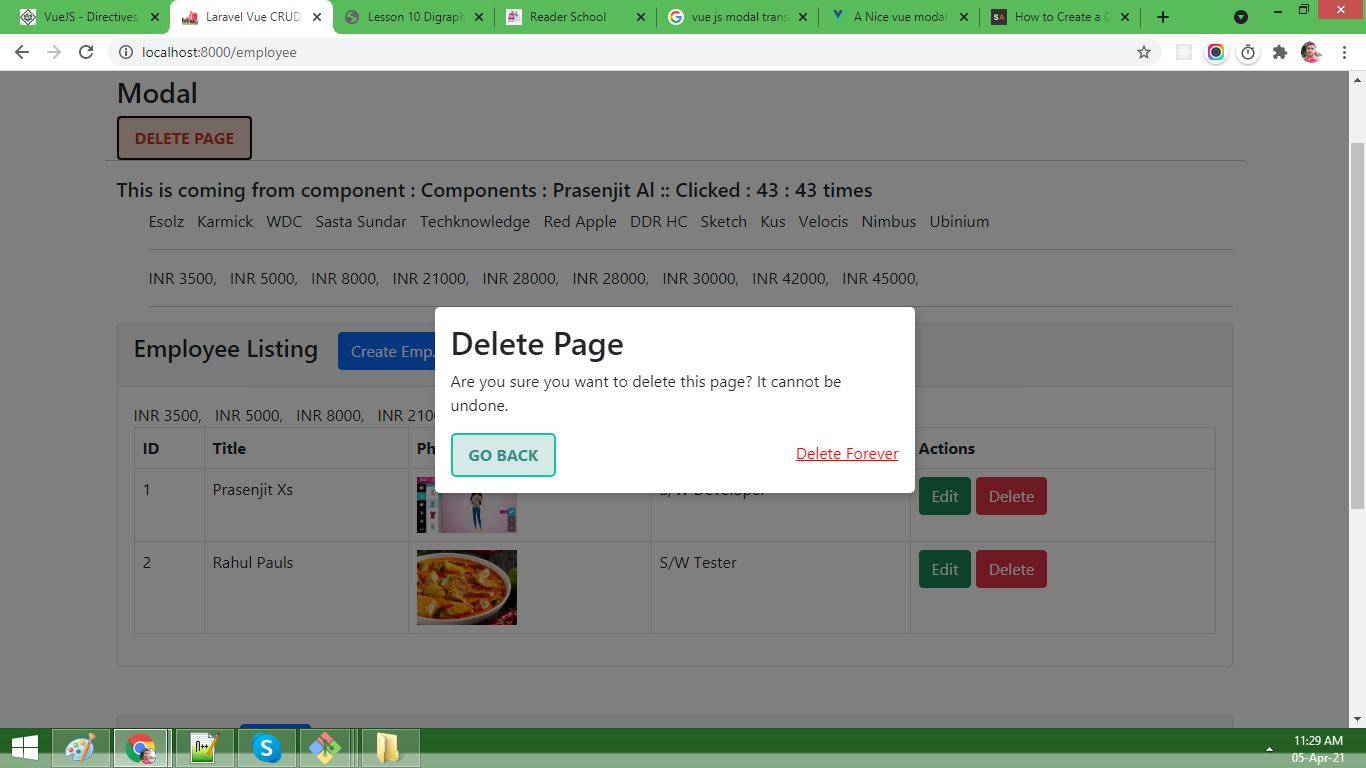 VueJS - Directives
Laravel Vue CRUD
Lesson 10 Digraph
Reader School
vue js modal trans
A Nice vue modal
How to Create a C
localhost:8000/employee
Modal
DELETE PAGE
This is coming from component : Components : Prasenjit Al :: Clicked : 43 : 43 times
Esolz Karmick WDC Sasta Sundar Techknowledge Red Apple DDR HC Sketch Kus Velocis Nimbus Ubinium
INR 3500, INR 5000, INR 8000, INR 21000, INR 28000, INR 28000, INR 30000, INR 42000, INR 45000,
Employee Listing
Create Emp.
Delete Page
Are you sure you want to delete this page? It cannot be
undone.
GO BACK
Delete Forever
INR 3500, INR 5000, INR 8000,
ID Title Actions
1 Prasenjit Xs S/W Developer Edit Delete
2 Rahul Pauls S/W Tester Edit Delete
11:29 AM
05-Apr-21